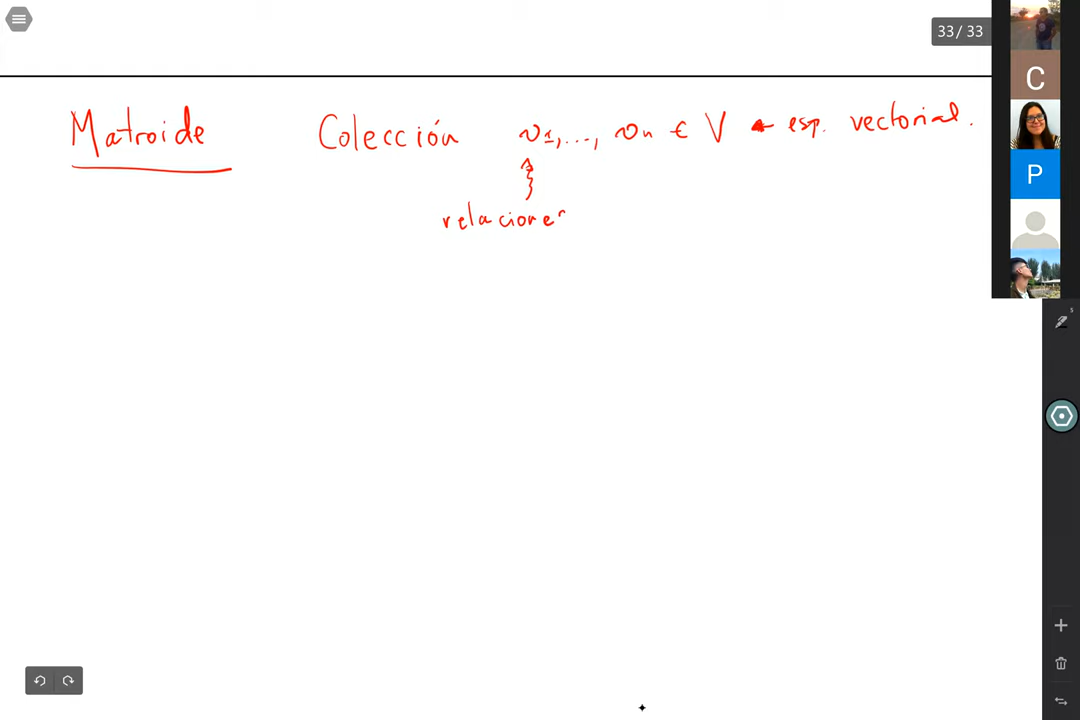 33 / 33
Matroide Colección v1, ..., vn ∈ V ← esp. vectorial.
relaciones
C
P